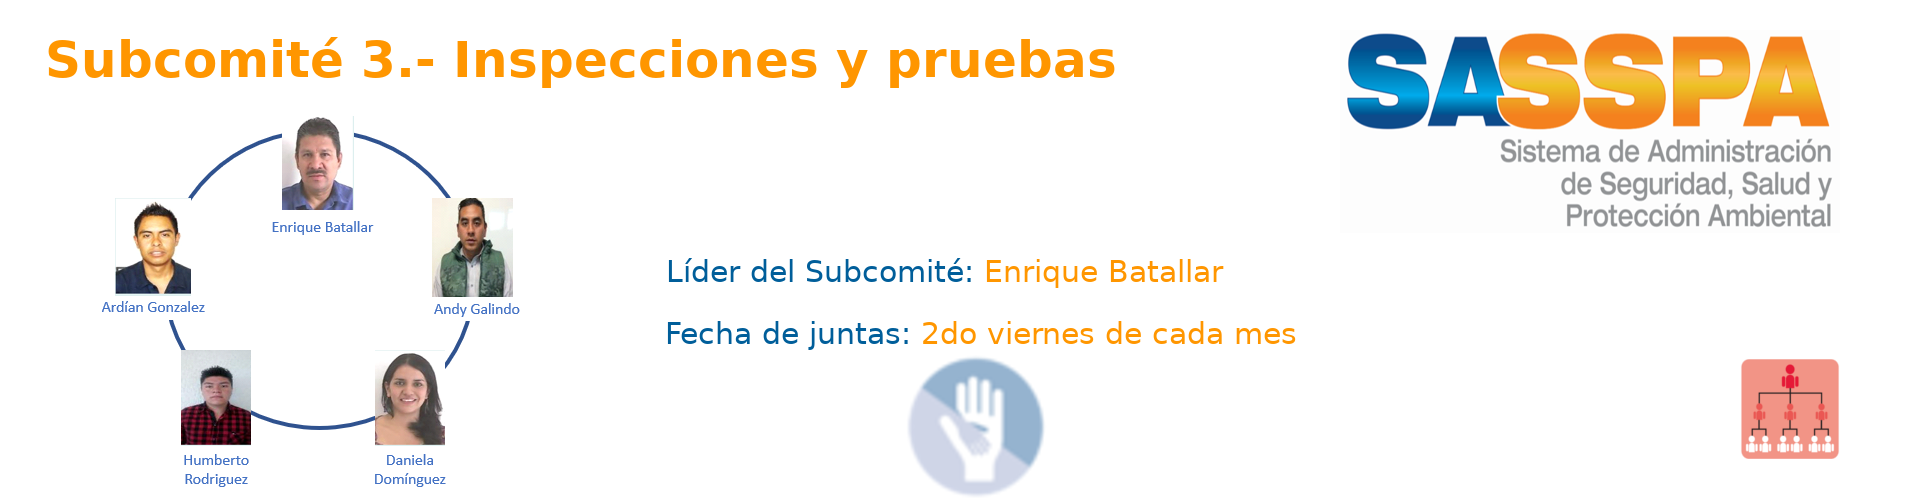 Subcomité 3.- Inspecciones y pruebas
SASSPA
Sistema de Administración
de Seguridad, Salud y
Protección Ambiental
Enrique Batallar
Ardían Gonzalez
Andy Galindo
Humberto
Rodriguez
Daniela
Domínguez
Líder del Subcomité: Enrique Batallar
Fecha de juntas: 2do viernes de cada mes